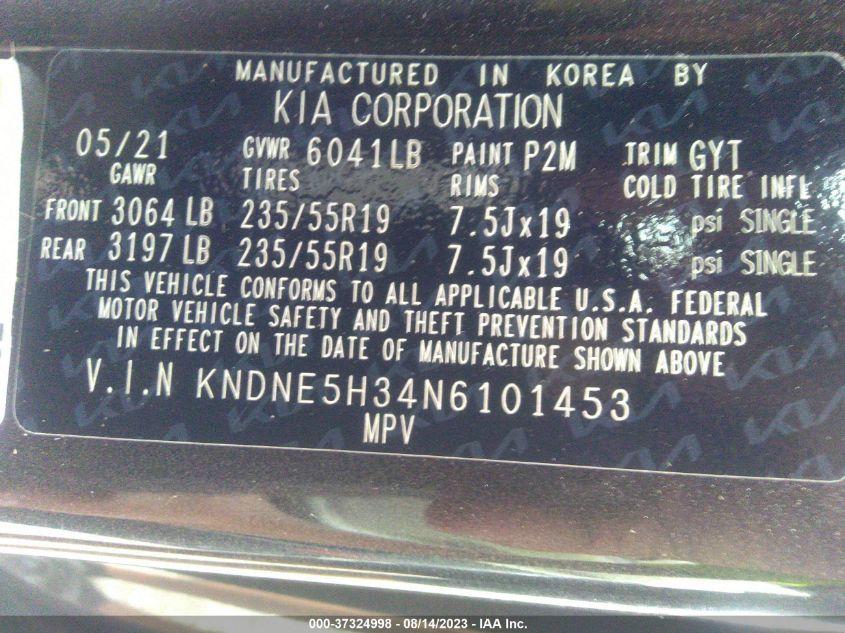 MANUFACTURED IN KOREA BY
KIA CORPORATION
05/21 GVWR 6041LB PAINT P2M TRIM GYT
GAWR TIRES RIMS COLD TIRE INFL
FRONT 3064 LB 235/55R19 7.5Jx19 psi SINGLE
REAR 3197 LB 235/55R19 7.5Jx19 psi SINGLE
THIS VEHICLE CONFORMS TO ALL APPLICABLE U.S.A. FEDERAL
MOTOR VEHICLE SAFETY AND THEFT PREVENTION STANDARDS
IN EFFECT ON THE DATE OF MANUFACTURE SHOWN ABOVE
V.I.N KNDNE5H34N6101453
MPV
000-37324998 - 08/14/2023 - IAA Inc.